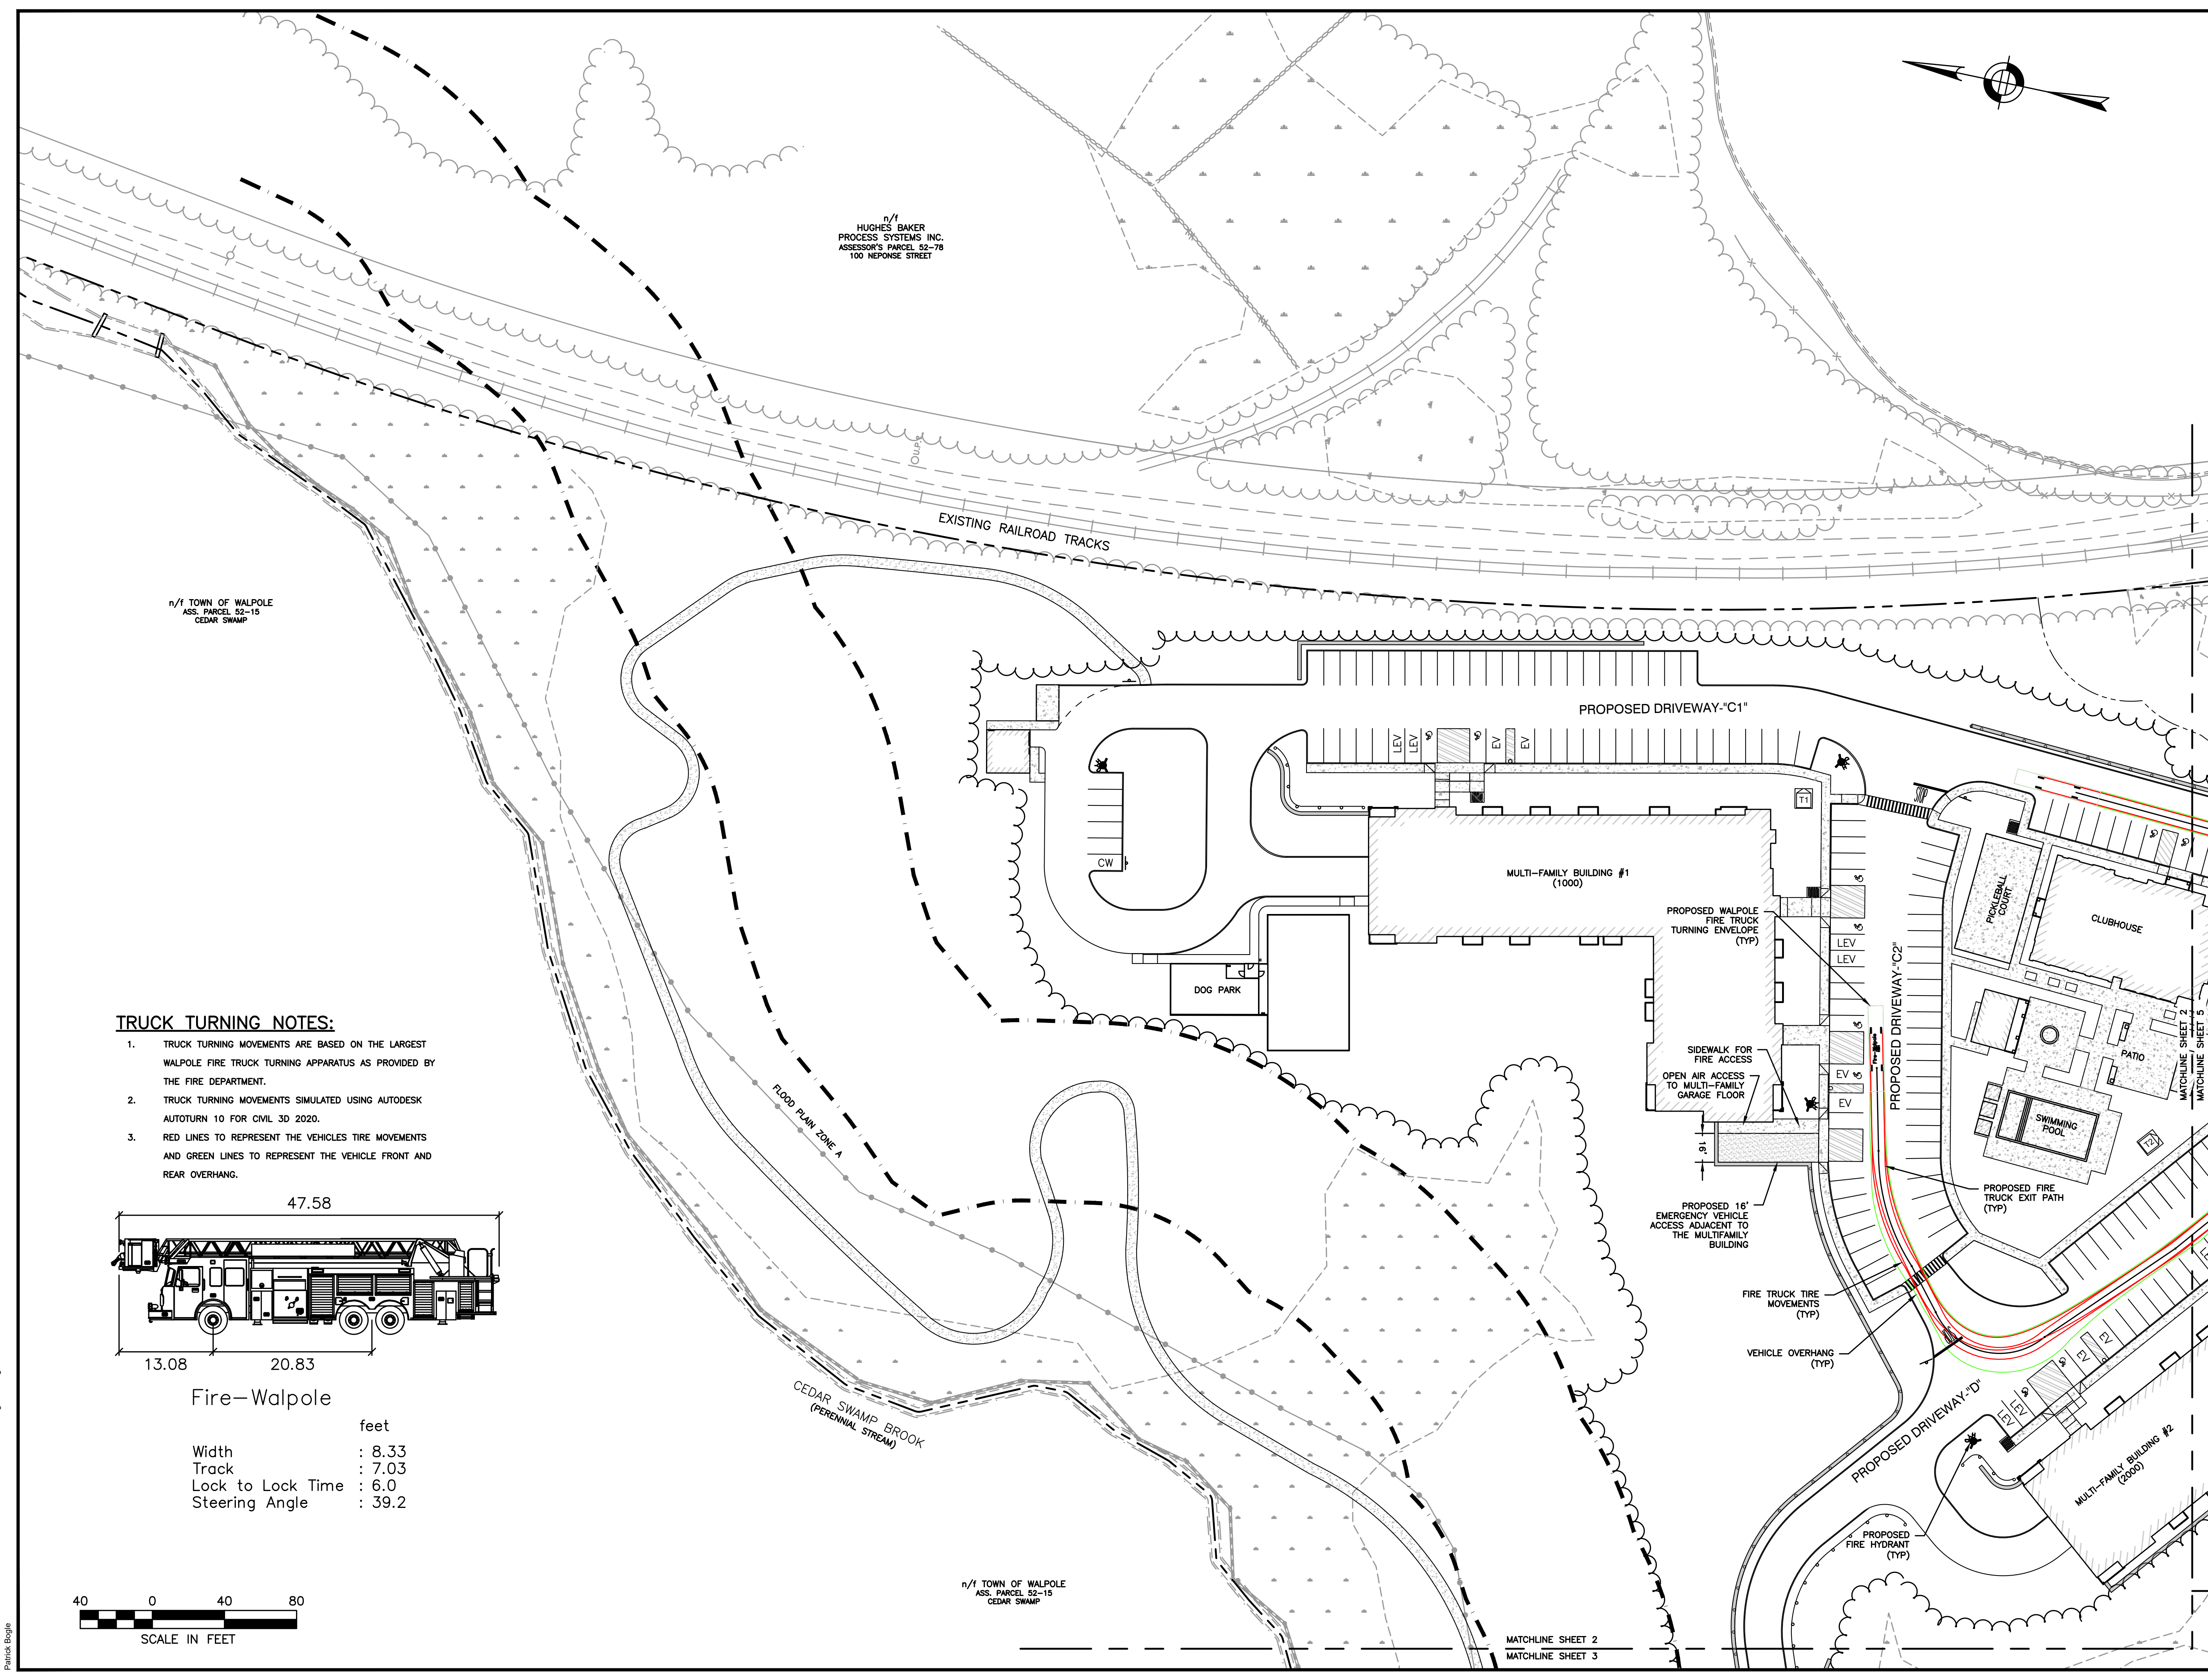 n/f
HUGHES BAKER
PROCESS SYSTEMS INC.
ASSESSOR'S PARCEL 52-78
100 NEPONSE STREET
U.P.
EXISTING RAILROAD TRACKS
n/f TOWN OF WALPOLE
ASS. PARCEL 52-15
CEDAR SWAMP
PROPOSED DRIVEWAY-"C1"
LEV
LEV
EV
EV
T1
CW
MULTI-FAMILY BUILDING #1
(1000)
PICKLEBALL
COURT
CLUBHOUSE
PROPOSED WALPOLE
FIRE TRUCK
TURNING ENVELOPE
(TYP)
LEV
LEV
PROPOSED DRIVEWAY-"C2"
DOG PARK
MATCHLINE SHEET 2
MATCHLINE SHEET 5
Fire-Walpole
SIDEWALK FOR
FIRE ACCESS
OPEN AIR ACCESS
TO MULTI-FAMILY
GARAGE FLOOR
EV
EV
PATIO
SWIMMING
POOL
T2
16'
TRUCK TURNING NOTES:
1. TRUCK TURNING MOVEMENTS ARE BASED ON THE LARGEST
WALPOLE FIRE TRUCK TURNING APPARATUS AS PROVIDED BY
THE FIRE DEPARTMENT.
2. TRUCK TURNING MOVEMENTS SIMULATED USING AUTODESK
AUTOTURN 10 FOR CIVIL 3D 2020.
3. RED LINES TO REPRESENT THE VEHICLES TIRE MOVEMENTS
AND GREEN LINES TO REPRESENT THE VEHICLE FRONT AND
REAR OVERHANG.
FLOOD PLAIN ZONE A
PROPOSED FIRE
TRUCK EXIT PATH
(TYP)
PROPOSED 16'
EMERGENCY VEHICLE
ACCESS ADJACENT TO
THE MULTIFAMILY
BUILDING
47.58
13.08
20.83
Fire-Walpole
feet
Width : 8.33
Track : 7.03
Lock to Lock Time : 6.0
Steering Angle : 39.2
FIRE TRUCK TIRE
MOVEMENTS
(TYP)
VEHICLE OVERHANG
(TYP)
EV
EV
EV
LEV
PROPOSED DRIVEWAY-"D"
CEDAR SWAMP BROOK
(PERENNIAL STREAM)
MULTI-FAMILY BUILDING #2
(2000)
PROPOSED
FIRE HYDRANT
(TYP)
n/f TOWN OF WALPOLE
ASS. PARCEL 52-15
CEDAR SWAMP
40 0 40 80
SCALE IN FEET
MATCHLINE SHEET 2
MATCHLINE SHEET 3
Patrick Bogle